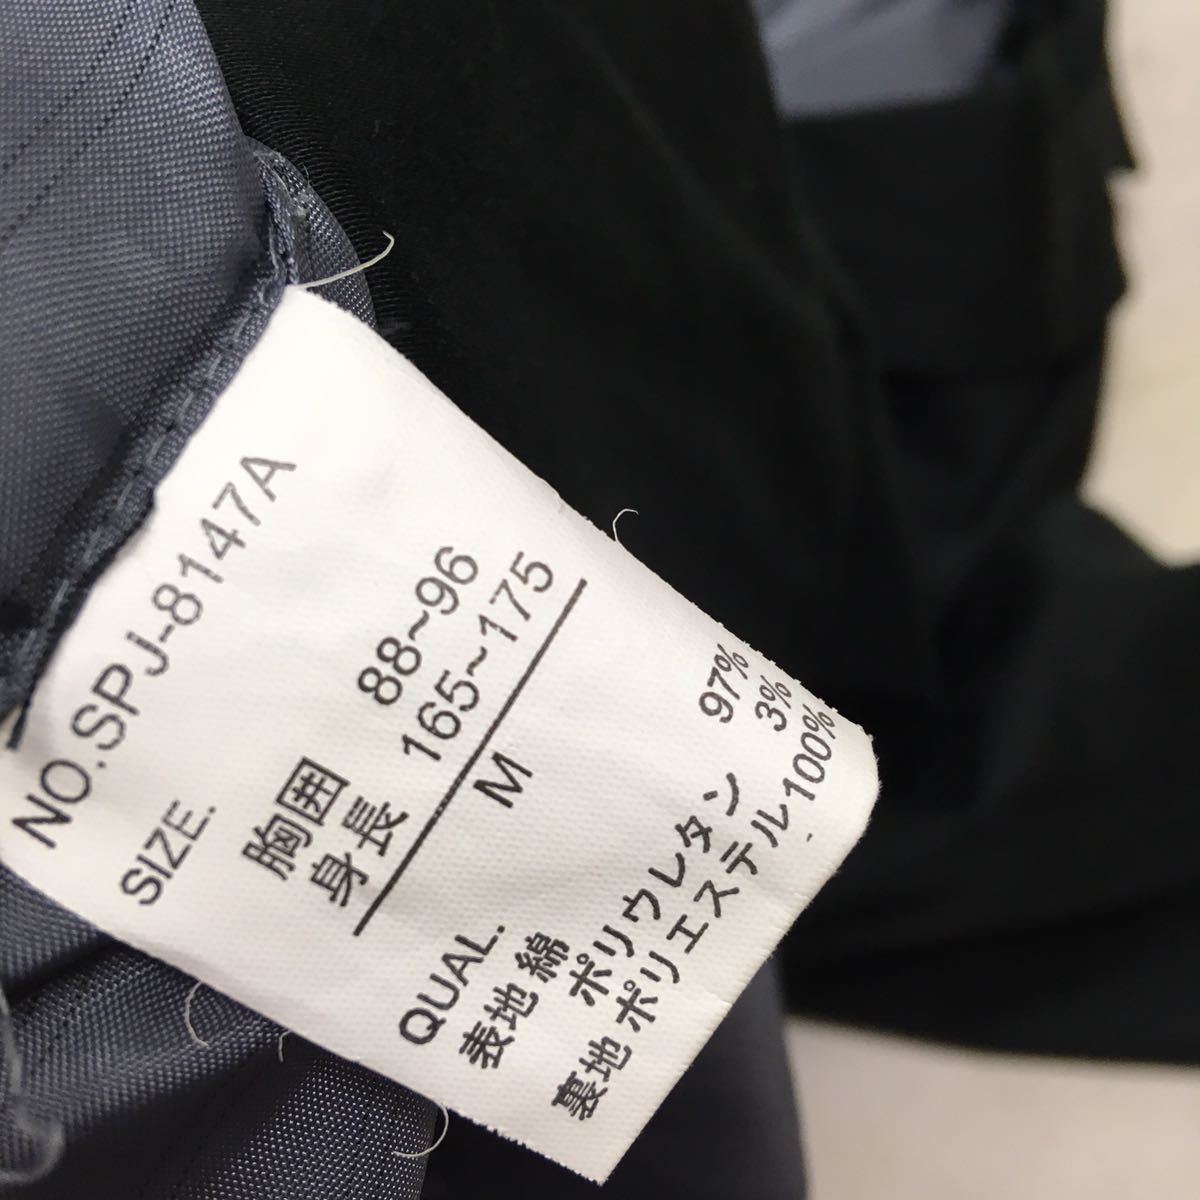 NO.SPJ-8147A
SIZE.
胸囲 88~96
身長 165~175
M
QUAL.
表地 綿 97%
ポリウレタン 3%
裏地 ポリエステル100%